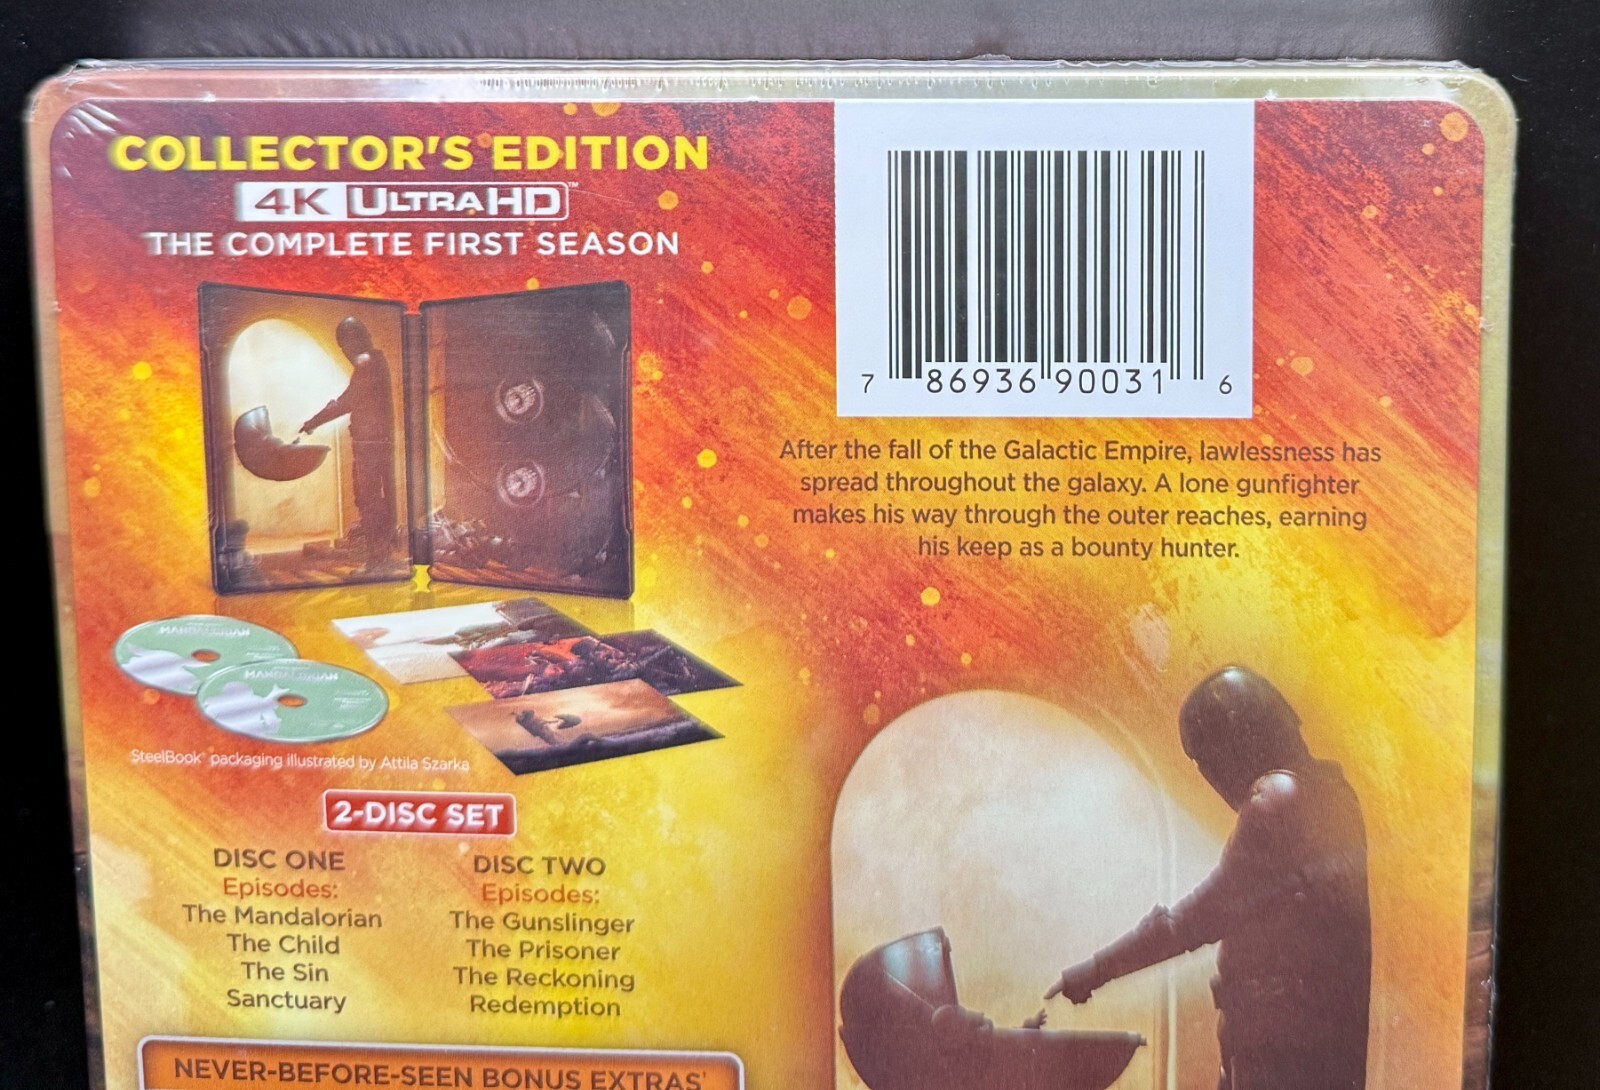 COLLECTOR'S EDITION
4K ULTRAHD™
THE COMPLETE FIRST SEASON
MANDALORIAN
MANDALORIAN
SteelBook® packaging illustrated by Attila Szarka
2-DISC SET
DISC ONE
Episodes:
The Mandalorian
The Child
The Sin
Sanctuary
DISC TWO
Episodes:
The Gunslinger
The Prisoner
The Reckoning
Redemption
NEVER-BEFORE-SEEN BONUS EXTRAS
7 86936 90031 6
After the fall of the Galactic Empire, lawlessness has
spread throughout the galaxy. A lone gunfighter
makes his way through the outer reaches, earning
his keep as a bounty hunter.